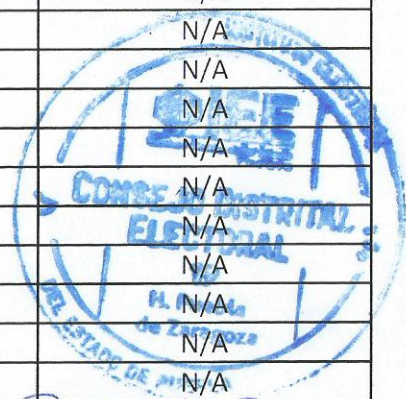 N/A
N/A
N/A
N/A
N/A
CONSEJO DISTRITAL
N/A
ELECTORAL
N/A
H.
N/A
de Zaragoza
N/A
DEL ESTADO DE
N/A